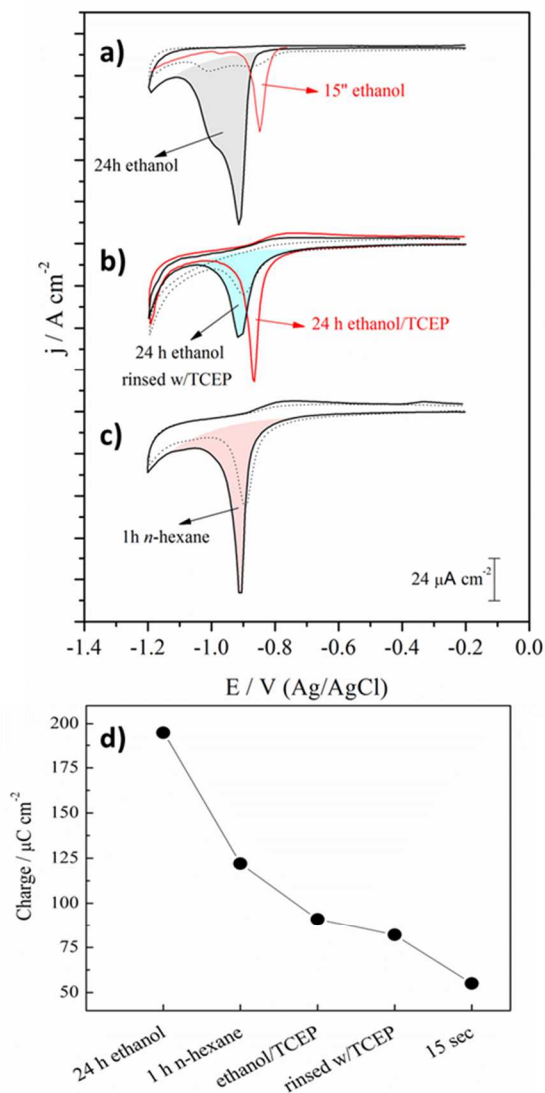 a)
15" ethanol
24h ethanol
b)
24 h ethanol/TCEP
24 h ethanol
rinsed w/TCEP
c)
1h n-hexane
24 μA cm-2
j / A cm-2
-1.4 -1.2 -1.0 -0.8 -0.6 -0.4 -0.2 0.0
E / V (Ag/AgCl)
d)
200
175
150
125
100
75
50
Charge / μC cm-2
24 h ethanol
1 h n-hexane
ethanol/TCEP
rinsed w/TCEP
15 sec